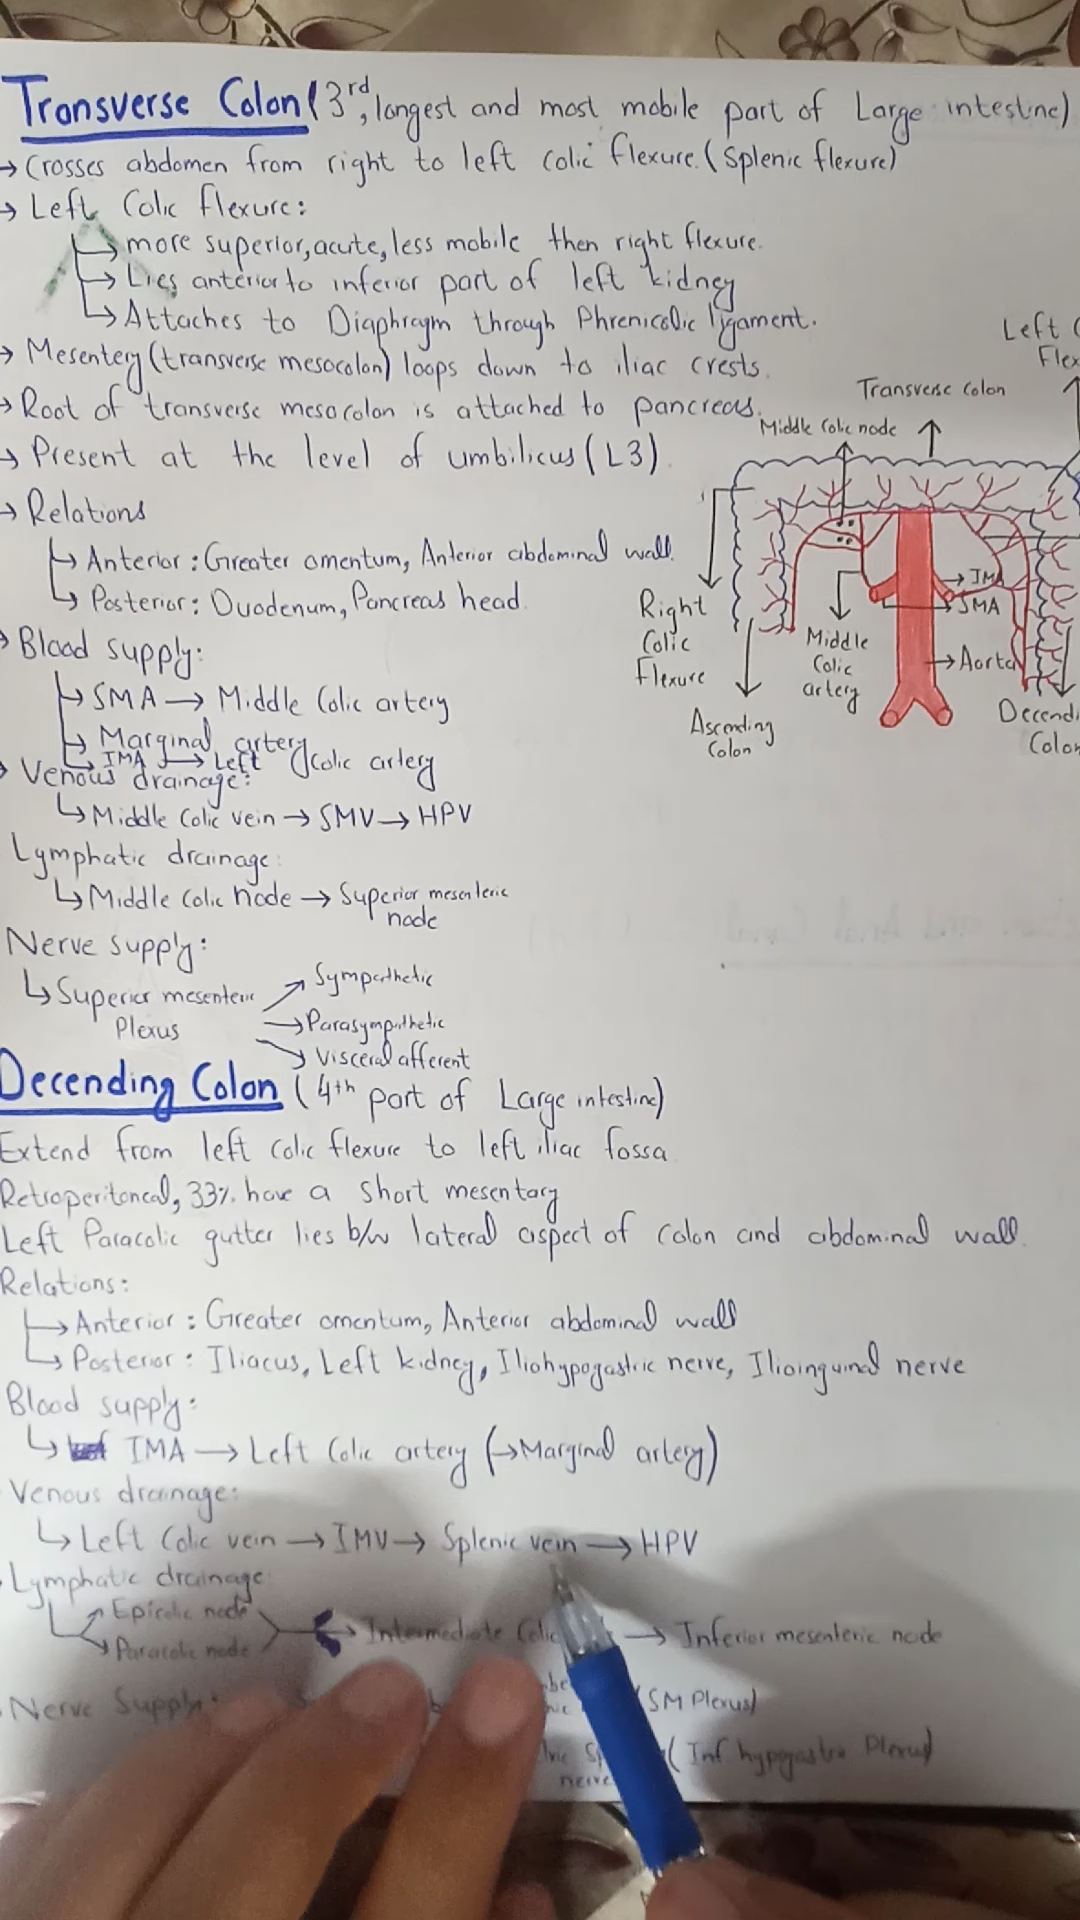 Transverse Colon (3rd, longest and most mobile part of Large intestine)
→ Crosses abdomen from right to left colic flexure. (Splenic flexure)
→ Left Colic flexure:
→ more superior, acute, less mobile then right flexure.
→ Lies anterior to inferior part of left kidney
→ Attaches to Diaphragm through Phrenicolic ligament.
→ Mesentery (transverse mesocolon) loops down to iliac crests.
→ Root of transverse mesocolon is attached to pancreas.
→ Present at the level of umbilicus (L3)
→ Relations
→ Anterior : Greater omentum, Anterior abdominal wall
→ Posterior : Duodenum, Pancreas head
→ Blood supply:
→ SMA → Middle Colic artery
→ Marginal artery
→ IMA → Left Colic artery
→ Venous drainage:
→ Middle Colic vein → SMV → HPV
Lymphatic drainage:
→ Middle Colic node → Superior mesenteric
node
Nerve supply:
→ Superior mesenteric
Plexus
→ Sympathetic
→ Parasympathetic
→ Visceral afferent
Left
Flex
Transverse Colon
Middle Colic node
Right
Colic
Flexure
Ascending
Colon
Middle
Colic
artery
→ IMA
SMA
→ Aorta
Decendi
Colon
Decending Colon (4th part of Large intestine)
Extend from left colic flexure to left iliac fossa
Retroperitoneal, 33% have a short mesentary
Left Paracolic gutter lies b/w lateral aspect of colon and abdominal wall
Relations:
→ Anterior : Greater omentum, Anterior abdominal wall
→ Posterior : Iliacus, Left kidney, Iliohypogastric nerve, Ilioinguinal nerve
Blood supply:
→ IMA → Left Colic artery (→ Marginal artery)
Venous drainage:
→ Left Colic vein → IMV → Splenic vein → HPV
Lymphatic drainage
→ Epicolic node
→ Paracolic node
→ Intermediate Colic → Inferior mesenteric node
Nerve Supply:
(SM Plexus)
nerve (Inf hypogastric Plexus)